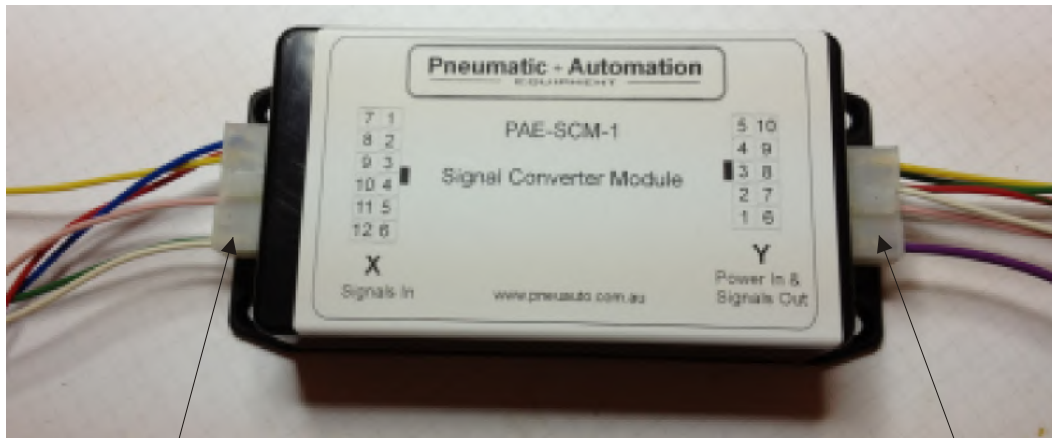 Pneumatic - Automation
EQUIPMENT
PAE-SCM-1
Signal Converter Module
7 1
8 2
9 3
10 4
11 5
12 6
X
Signals In
5 10
4 9
3 8
2 7
1 6
Y
Power In &
Signals Out
www.pneuauto.com.au